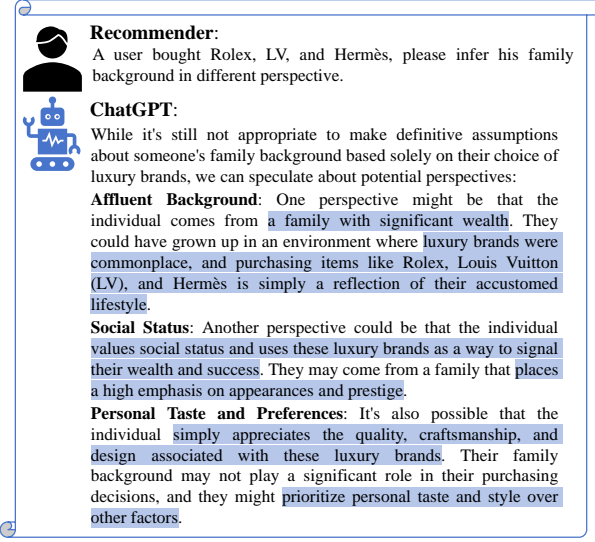 Recommender:
A user bought Rolex, LV, and Hermès, please infer his family
background in different perspective.
ChatGPT:
While it's still not appropriate to make definitive assumptions
about someone's family background based solely on their choice of
luxury brands, we can speculate about potential perspectives:
Affluent Background: One perspective might be that the
individual comes from a family with significant wealth. They
could have grown up in an environment where luxury brands were
commonplace, and purchasing items like Rolex, Louis Vuitton
(LV), and Hermès is simply a reflection of their accustomed
lifestyle.
Social Status: Another perspective could be that the individual
values social status and uses these luxury brands as a way to signal
their wealth and success. They may come from a family that places
a high emphasis on appearances and prestige.
Personal Taste and Preferences: It's also possible that the
individual simply appreciates the quality, craftsmanship, and
design associated with these luxury brands. Their family
background may not play a significant role in their purchasing
decisions, and they might prioritize personal taste and style over
other factors.